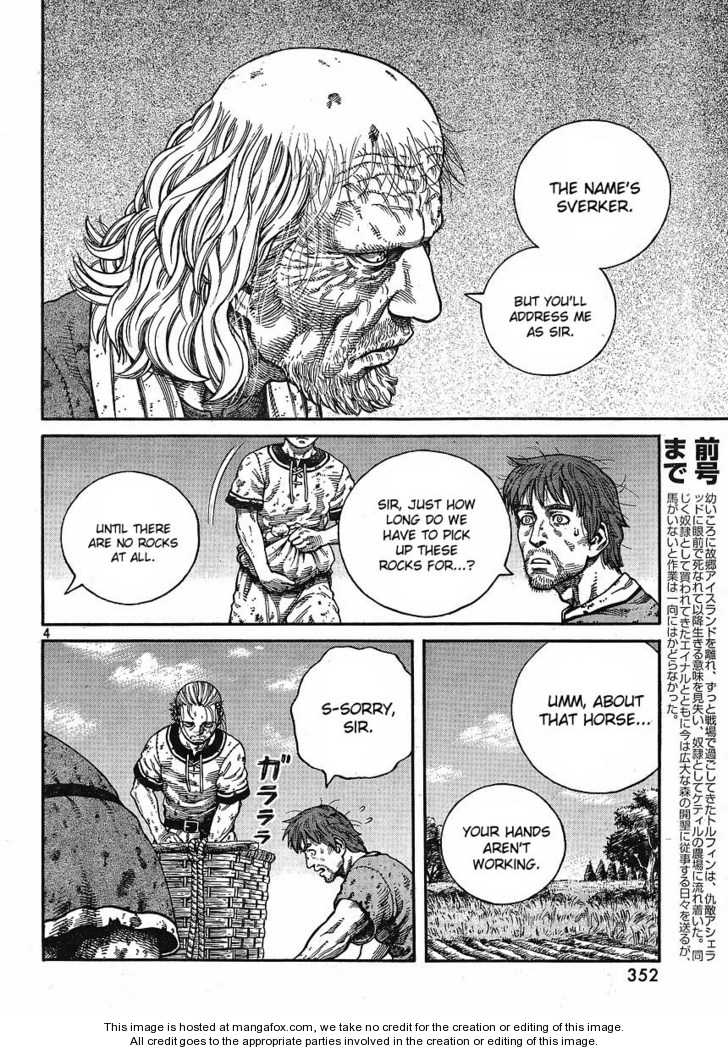 THE NAME'S
SVERKER.
BUT YOU'LL
ADDRESS ME
AS SIR.
前号
まで
幼いころに故郷アイスランドを離れ、ずっと戦場で過ごしてきたトルフィンは、仇敵アシェラ
ッドに眼前で死なれて以降生きる意味を見失い、奴隷としてケティルの農場に流れ着いた。同
じく奴隷として買われてきたエイナルとともに今は広大な森の開墾に従事する日々を送るが、
馬がいないと作業は一向にはかどらなかった。
SIR, JUST HOW
LONG DO WE
HAVE TO PICK
UP THESE
ROCKS FOR...?
UNTIL THERE
ARE NO ROCKS
AT ALL.
4
UMM, ABOUT
THAT HORSE...
YOUR HANDS
AREN'T
WORKING.
S-SORRY,
SIR.
ガラララ
352
This image is hosted at mangafox.com, we take no credit for the creation or editing of this image.
All credit goes to the appropriate parties involved in the creation or editing of this image.